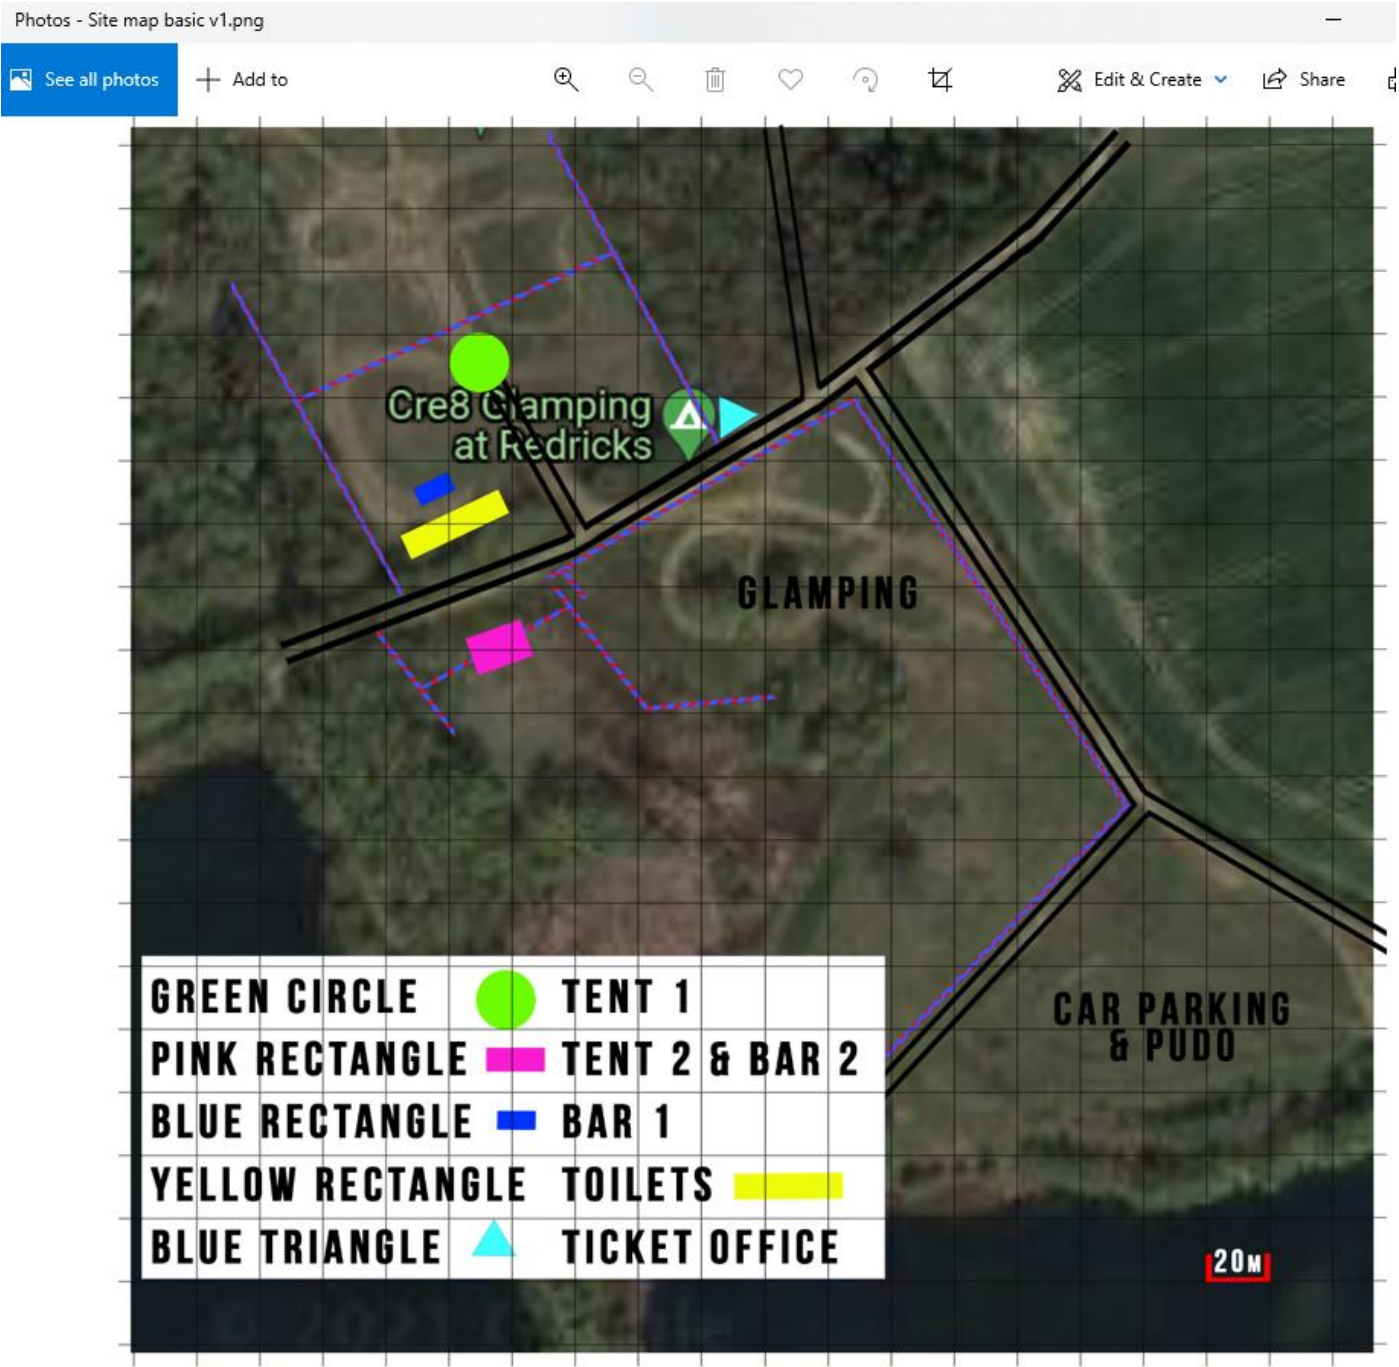 Photos - Site map basic v1.png
See all photos
Add to
Edit & Create
Share
Cre8 Glamping
at Redricks
GLAMPING
CAR PARKING
& PUDO
GREEN CIRCLE TENT 1
PINK RECTANGLE TENT 2 & BAR 2
BLUE RECTANGLE BAR 1
YELLOW RECTANGLE TOILETS
BLUE TRIANGLE TICKET OFFICE
20M